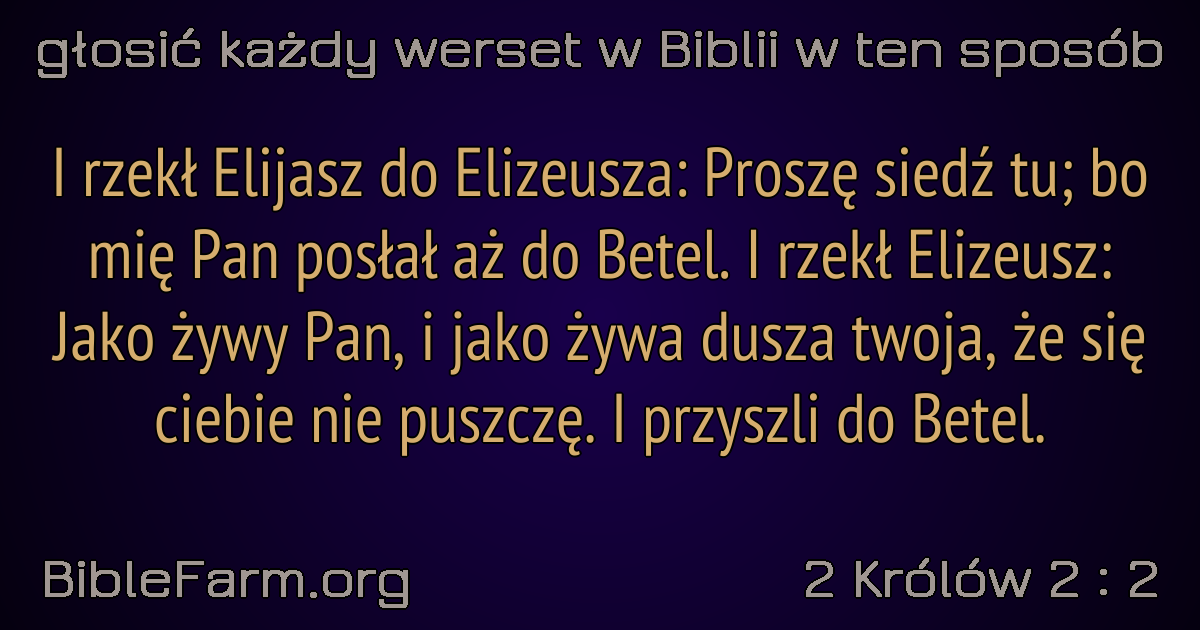 głosić każdy werset w Biblii w ten sposób
I rzekł Elijasz do Elizeusza: Proszę siedź tu; bo
mię Pan posłał aż do Betel. I rzekł Elizeusz:
Jako żywy Pan, i jako żywa dusza twoja, że się
ciebie nie puszczę. I przyszli do Betel.
BibleFarm.org
2 Królów 2 : 2